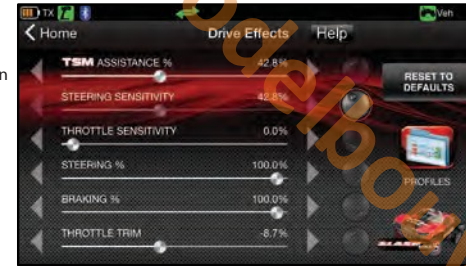 TX Veh
Home Drive Effects Help
TSM ASSISTANCE % 42.8%
RESET TO
DEFAULTS
STEERING SENSITIVITY 42.8%
THROTTLE SENSITIVITY 0.0%
STEERING % 100.0%
PROFILES
BRAKING % 100.0%
THROTTLE TRIM -8.7%
n